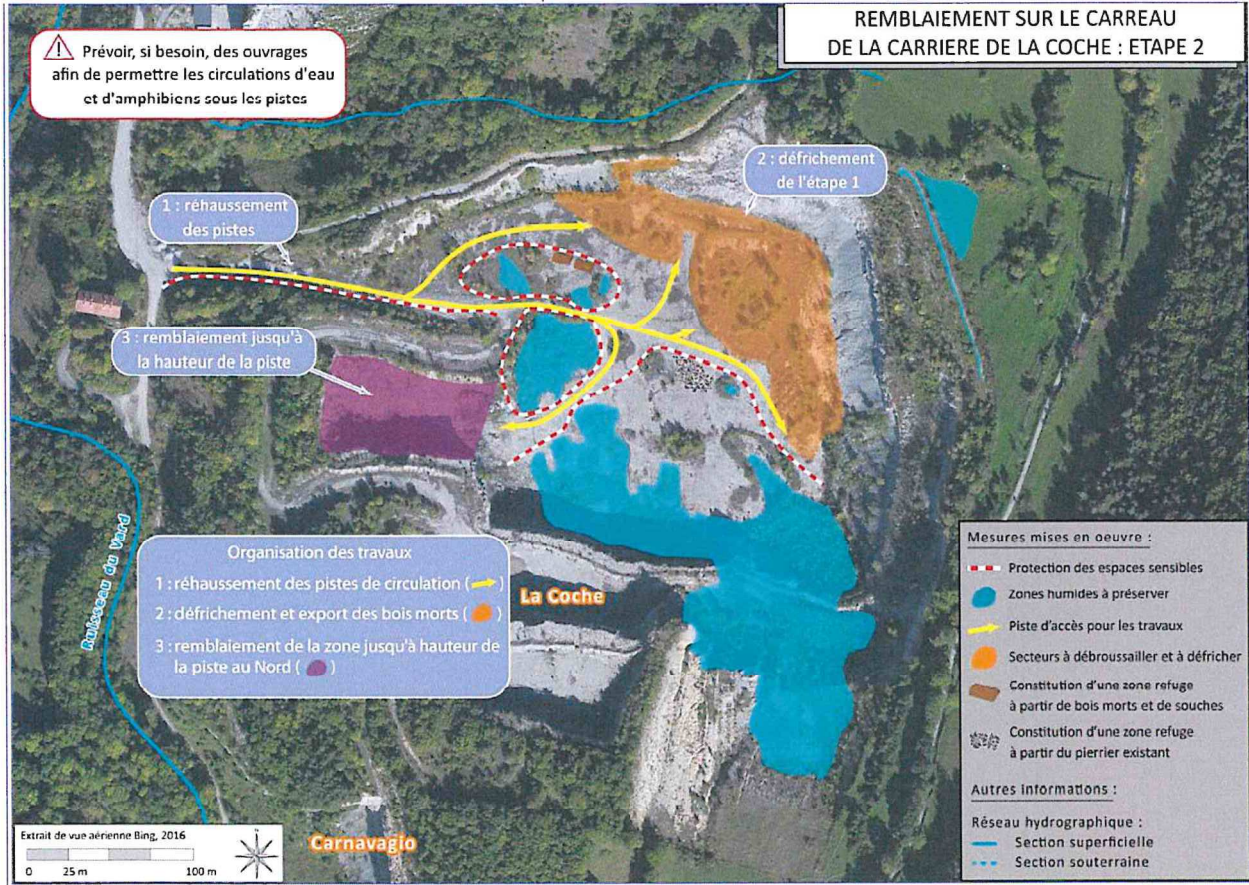 REMBLAIEMENT SUR LE CARREAU
DE LA CARRIERE DE LA COCHE : ETAPE 2
Prévoir, si besoin, des ouvrages
afin de permettre les circulations d'eau
et d'amphibiens sous les pistes
2 : défrichement
de l'étape 1
1 : réhaussement
des pistes
3 : remblaiement jusqu'à
la hauteur de la piste
Ruisseau du Vard
Organisation des travaux
1 : réhaussement des pistes de circulation ( )
2 : défrichement et export des bois morts ( )
3 : remblaiement de la zone jusqu'à hauteur de
la piste au Nord ( )
La Coche
Carnavagio
Mesures mises en oeuvre :
Protection des espaces sensibles
Zones humides à préserver
Piste d'accès pour les travaux
Secteurs à débroussailler et à défricher
Constitution d'une zone refuge
à partir de bois morts et de souches
Constitution d'une zone refuge
à partir du pierrier existant
Autres informations :
Réseau hydrographique :
Section superficielle
Section souterraine
Extrait de vue aérienne Bing, 2016
0 25 m 100 m